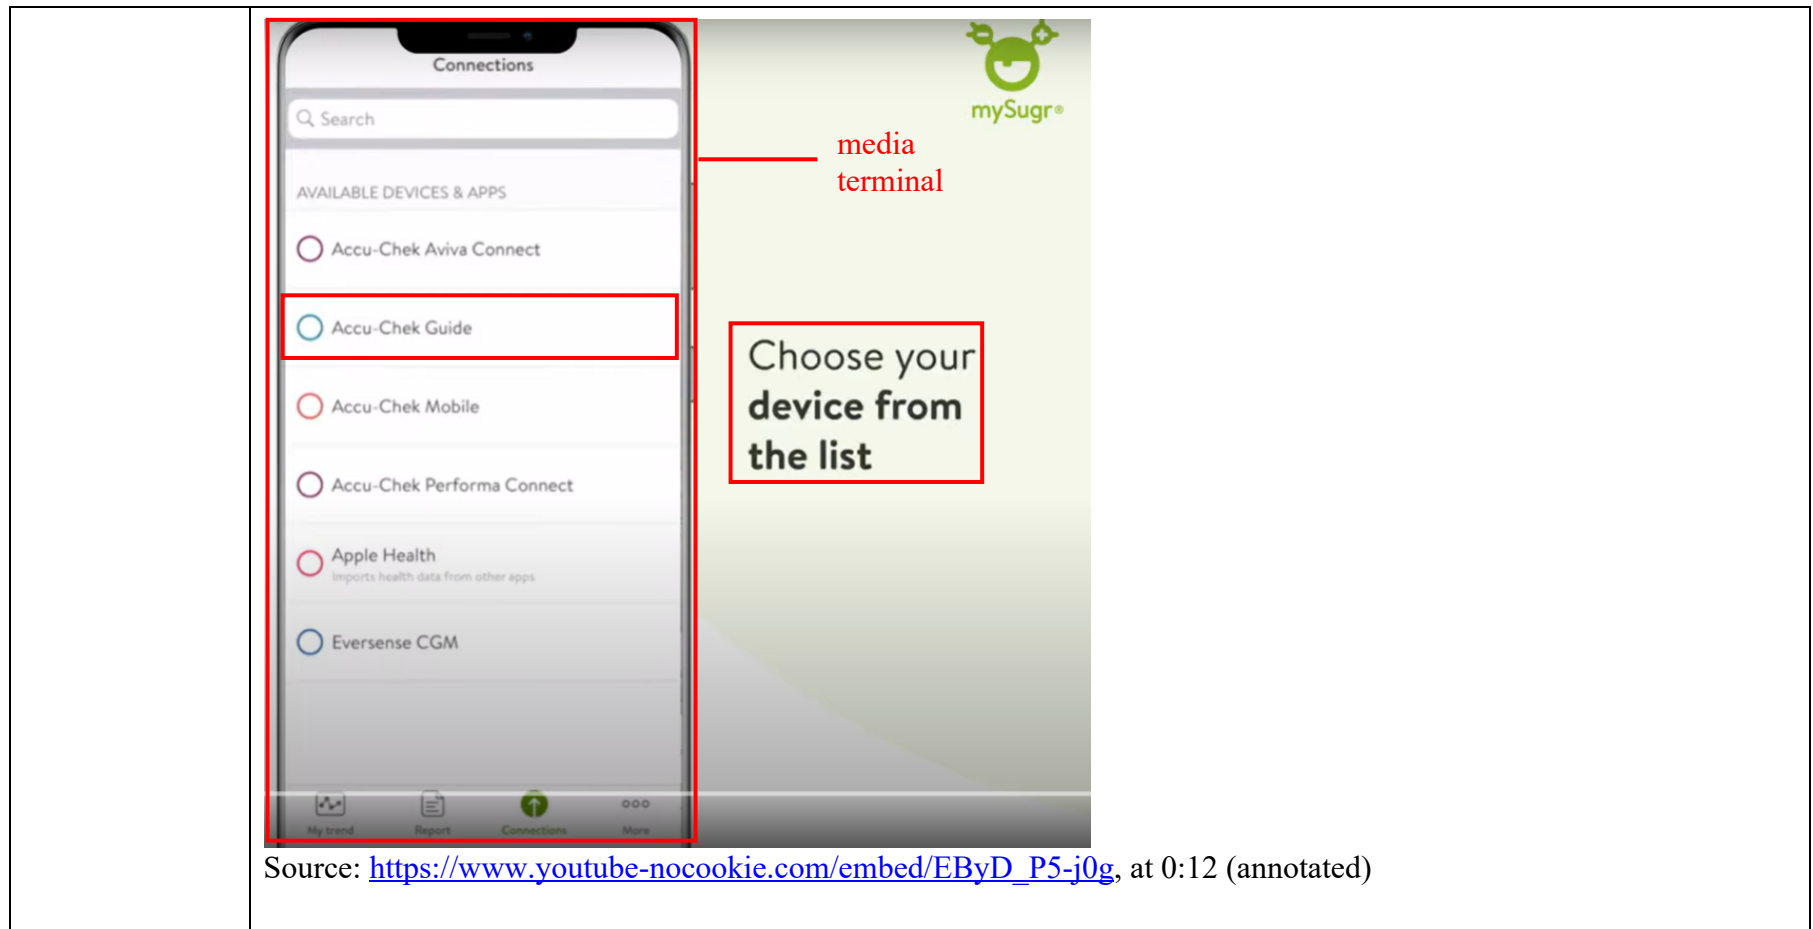 Connections
Search
AVAILABLE DEVICES & APPS
Accu-Chek Aviva Connect
Accu-Chek Guide
Accu-Chek Mobile
Accu-Chek Performa Connect
Apple Health
Imports health data from other apps
Eversense CGM
My trend
Report
Connections
More
mySugr®
media
terminal
Choose your
device from
the list
Source: https://www.youtube-nocookie.com/embed/EByD_P5-j0g, at 0:12 (annotated)